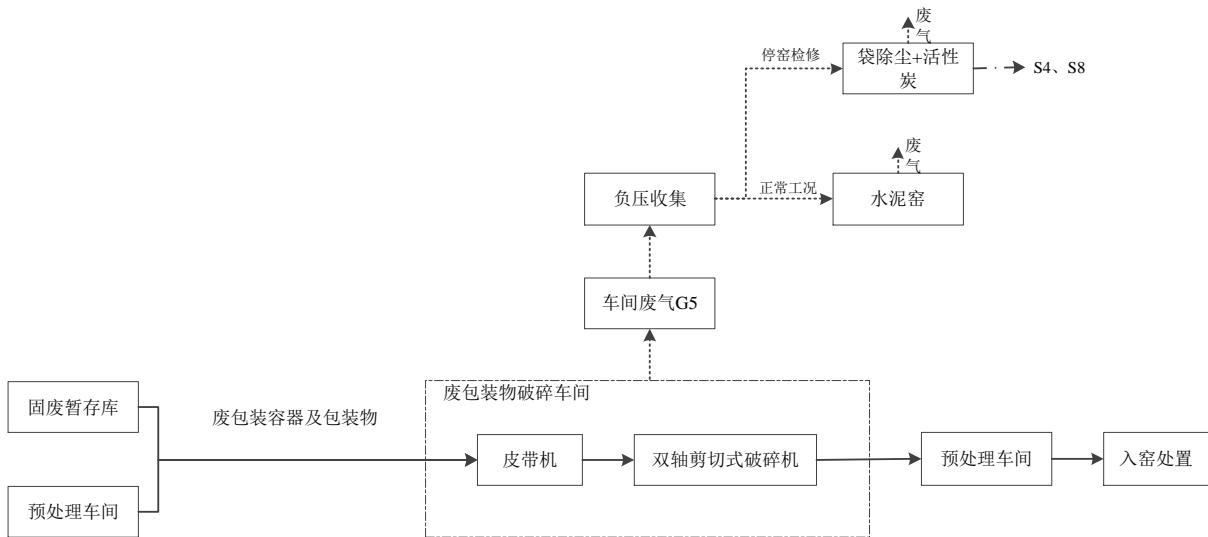 废
气
停窑检修
袋除尘+活性
炭
S4、S8
废
气
负压收集
正常工况
水泥窑
车间废气G5
废包装物破碎车间
固废暂存库
废包装容器及包装物
皮带机
双轴剪切式破碎机
预处理车间
入窑处置
预处理车间